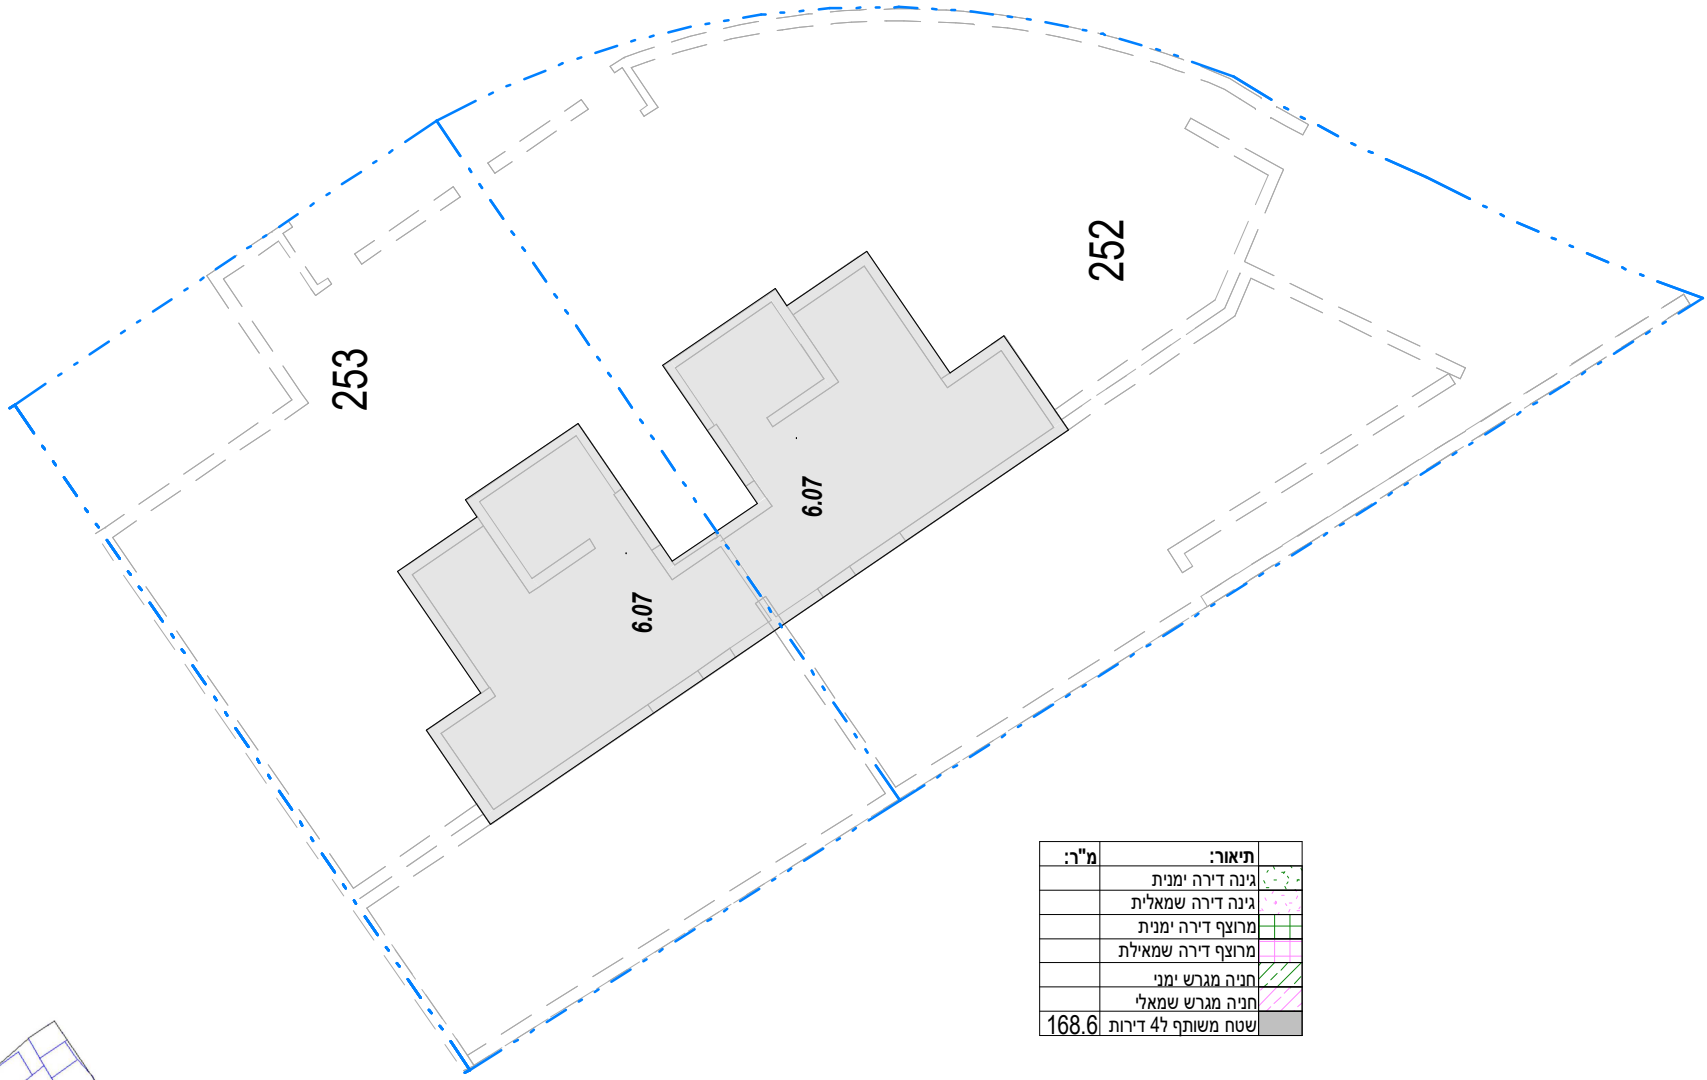 252
253
6.07
6.07
תיאור: מ"ר:
גינה דירה ימנית
גינה דירה שמאלית
מרוצף דירה ימנית
מרוצף דירה שמאילת
חניה מגרש ימני
חניה מגרש שמאלי
שטח משותף ל4 דירות 168.6